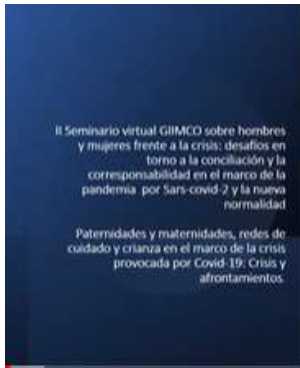 II Seminario virtual GIIMCO sobre hombres
y mujeres frente a la crisis: desafíos en
torno a la conciliación y la
corresponsabilidad en el marco de la
pandemia por Sars-covid-2 y la nueva
normalidad
Paternidades y maternidades, redes de
cuidado y crianza en el marco de la crisis
provocada por Covid-19: Crisis y
afrontamientos.